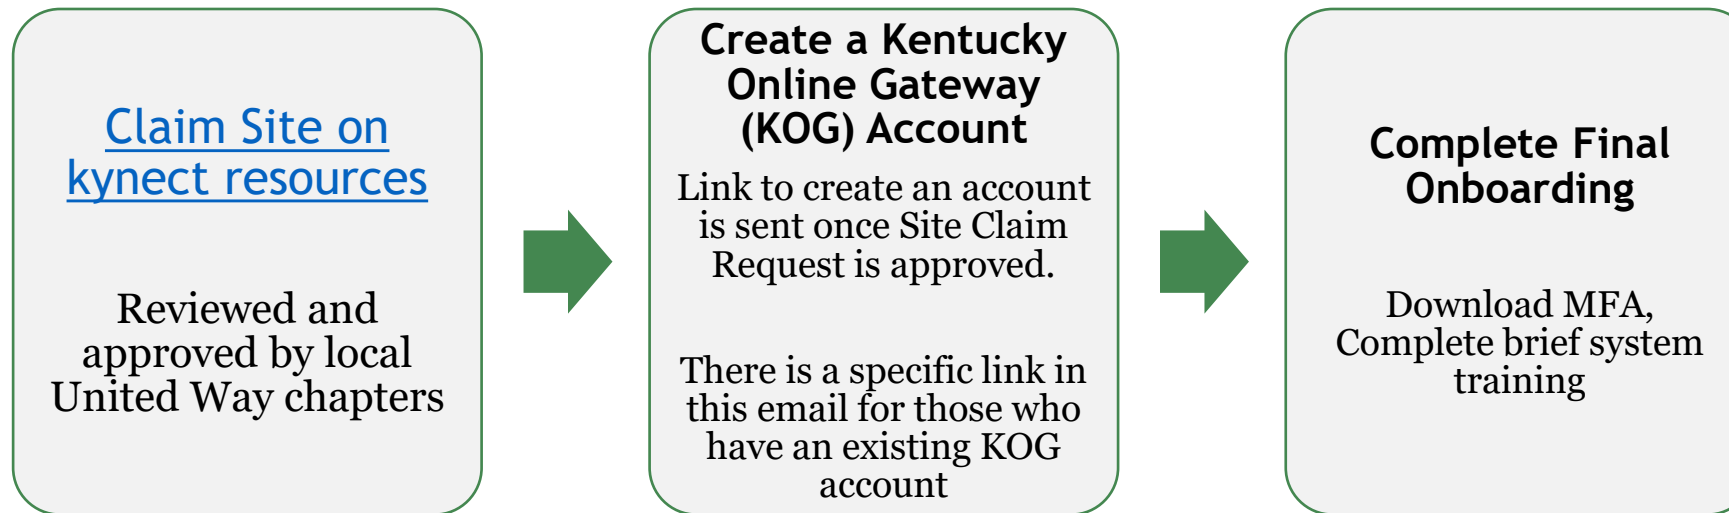 Claim Site on
kynect resources
Reviewed and
approved by local
United Way chapters
Create a Kentucky
Online Gateway
(KOG) Account
Link to create an account
is sent once Site Claim
Request is approved.
There is a specific link in
this email for those who
have an existing KOG
account
Complete Final
Onboarding
Download MFA,
Complete brief system
training